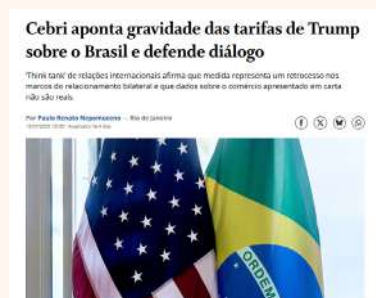 Cebri aponta gravidade das tarifas de Trump
sobre o Brasil e defende diálogo
'Think tank' de relações internacionais afirma que medida representa um retrocesso nos
marcos de relacionamento bilateral e que dados sobre o comércio apresentado em carta
não são reais
Por Paulo Renato Nepomuceno — Rio de Janeiro
ORDEM